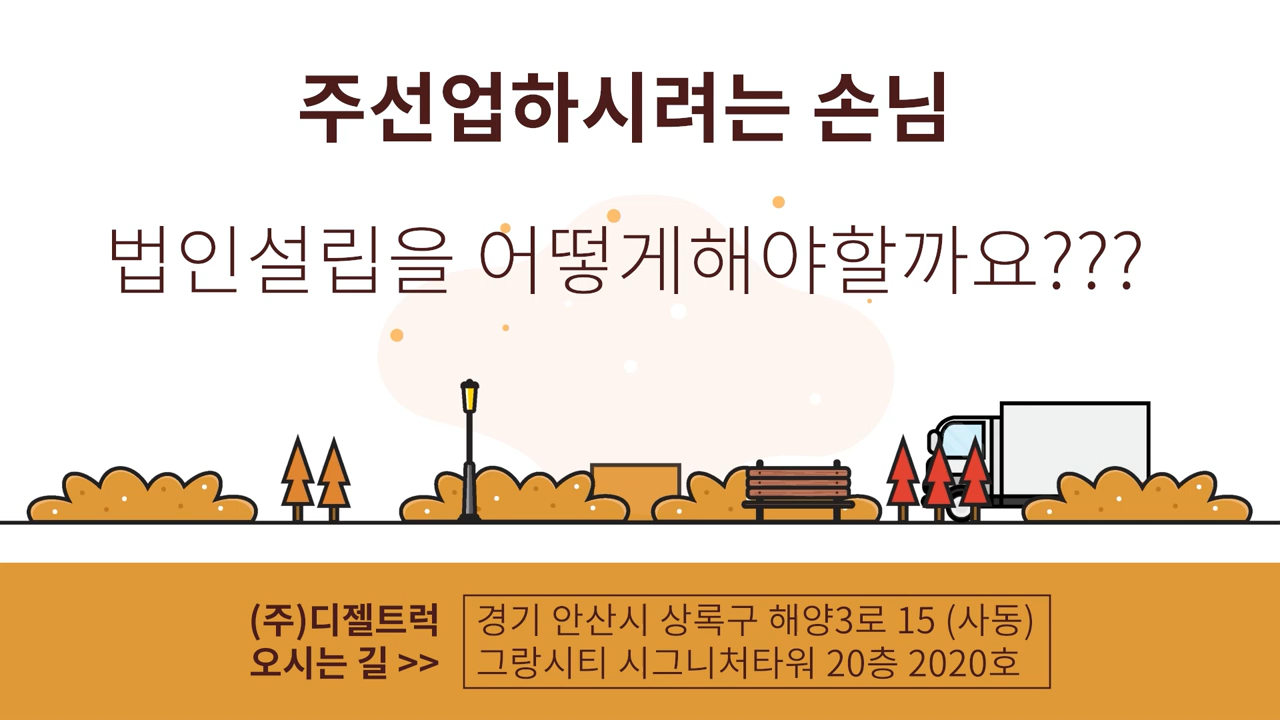 주선업하시려는 손님
법인설립을 어떻게해야할까요???
(주)디젤트럭
오시는 길 >>
경기 안산시 상록구 해양3로 15 (사동)
그랑시티 시그니처타워 20층 2020호